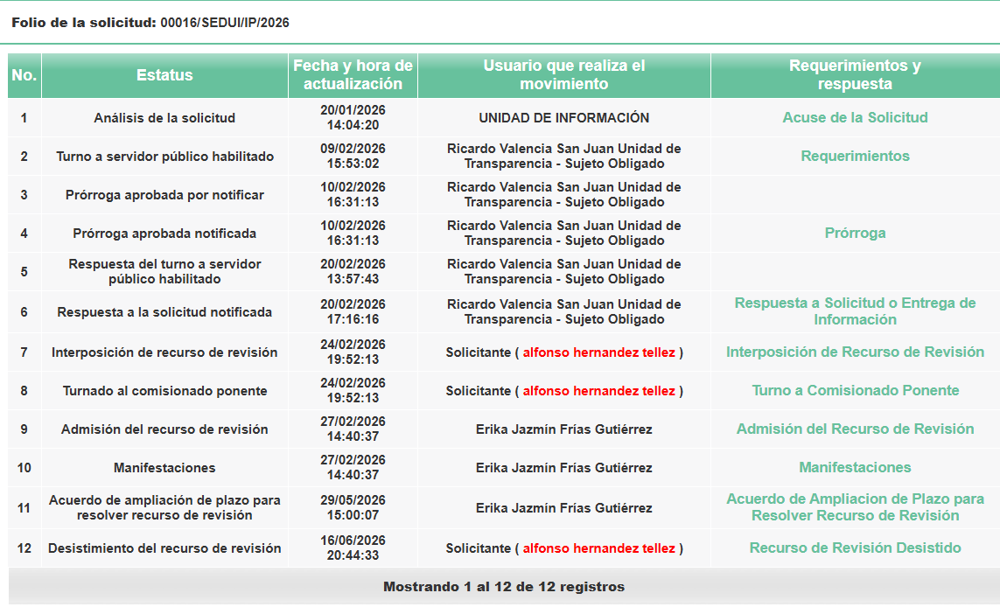 Folio de la solicitud: 00016/SEDUI/IP/2026
No. Estatus Fecha y hora de actualización Usuario que realiza el movimiento Requerimientos y respuesta
1 Análisis de la solicitud 20/01/2026 14:04:20 UNIDAD DE INFORMACIÓN Acuse de la Solicitud
2 Turno a servidor público habilitado 09/02/2026 15:53:02 Ricardo Valencia San Juan Unidad de Transparencia - Sujeto Obligado Requerimientos
3 Prórroga aprobada por notificar 10/02/2026 16:31:13 Ricardo Valencia San Juan Unidad de Transparencia - Sujeto Obligado
4 Prórroga aprobada notificada 10/02/2026 16:31:13 Ricardo Valencia San Juan Unidad de Transparencia - Sujeto Obligado Prórroga
5 Respuesta del turno a servidor público habilitado 20/02/2026 13:57:43 Ricardo Valencia San Juan Unidad de Transparencia - Sujeto Obligado
6 Respuesta a la solicitud notificada 20/02/2026 17:16:16 Ricardo Valencia San Juan Unidad de Transparencia - Sujeto Obligado Respuesta a Solicitud o Entrega de Información
7 Interposición de recurso de revisión 24/02/2026 19:52:13 Solicitante ( alfonso hernandez tellez ) Interposición de Recurso de Revisión
8 Turnado al comisionado ponente 24/02/2026 19:52:13 Solicitante ( alfonso hernandez tellez ) Turno a Comisionado Ponente
9 Admisión del recurso de revisión 27/02/2026 14:40:37 Erika Jazmín Frías Gutiérrez Admisión del Recurso de Revisión
10 Manifestaciones 27/02/2026 14:40:37 Erika Jazmín Frías Gutiérrez Manifestaciones
11 Acuerdo de ampliación de plazo para resolver recurso de revisión 29/05/2026 15:00:07 Erika Jazmín Frías Gutiérrez Acuerdo de Ampliacion de Plazo para Resolver Recurso de Revisión
12 Desistimiento del recurso de revisión 16/06/2026 20:44:33 Solicitante ( alfonso hernandez tellez ) Recurso de Revisión Desistido
Mostrando 1 al 12 de 12 registros